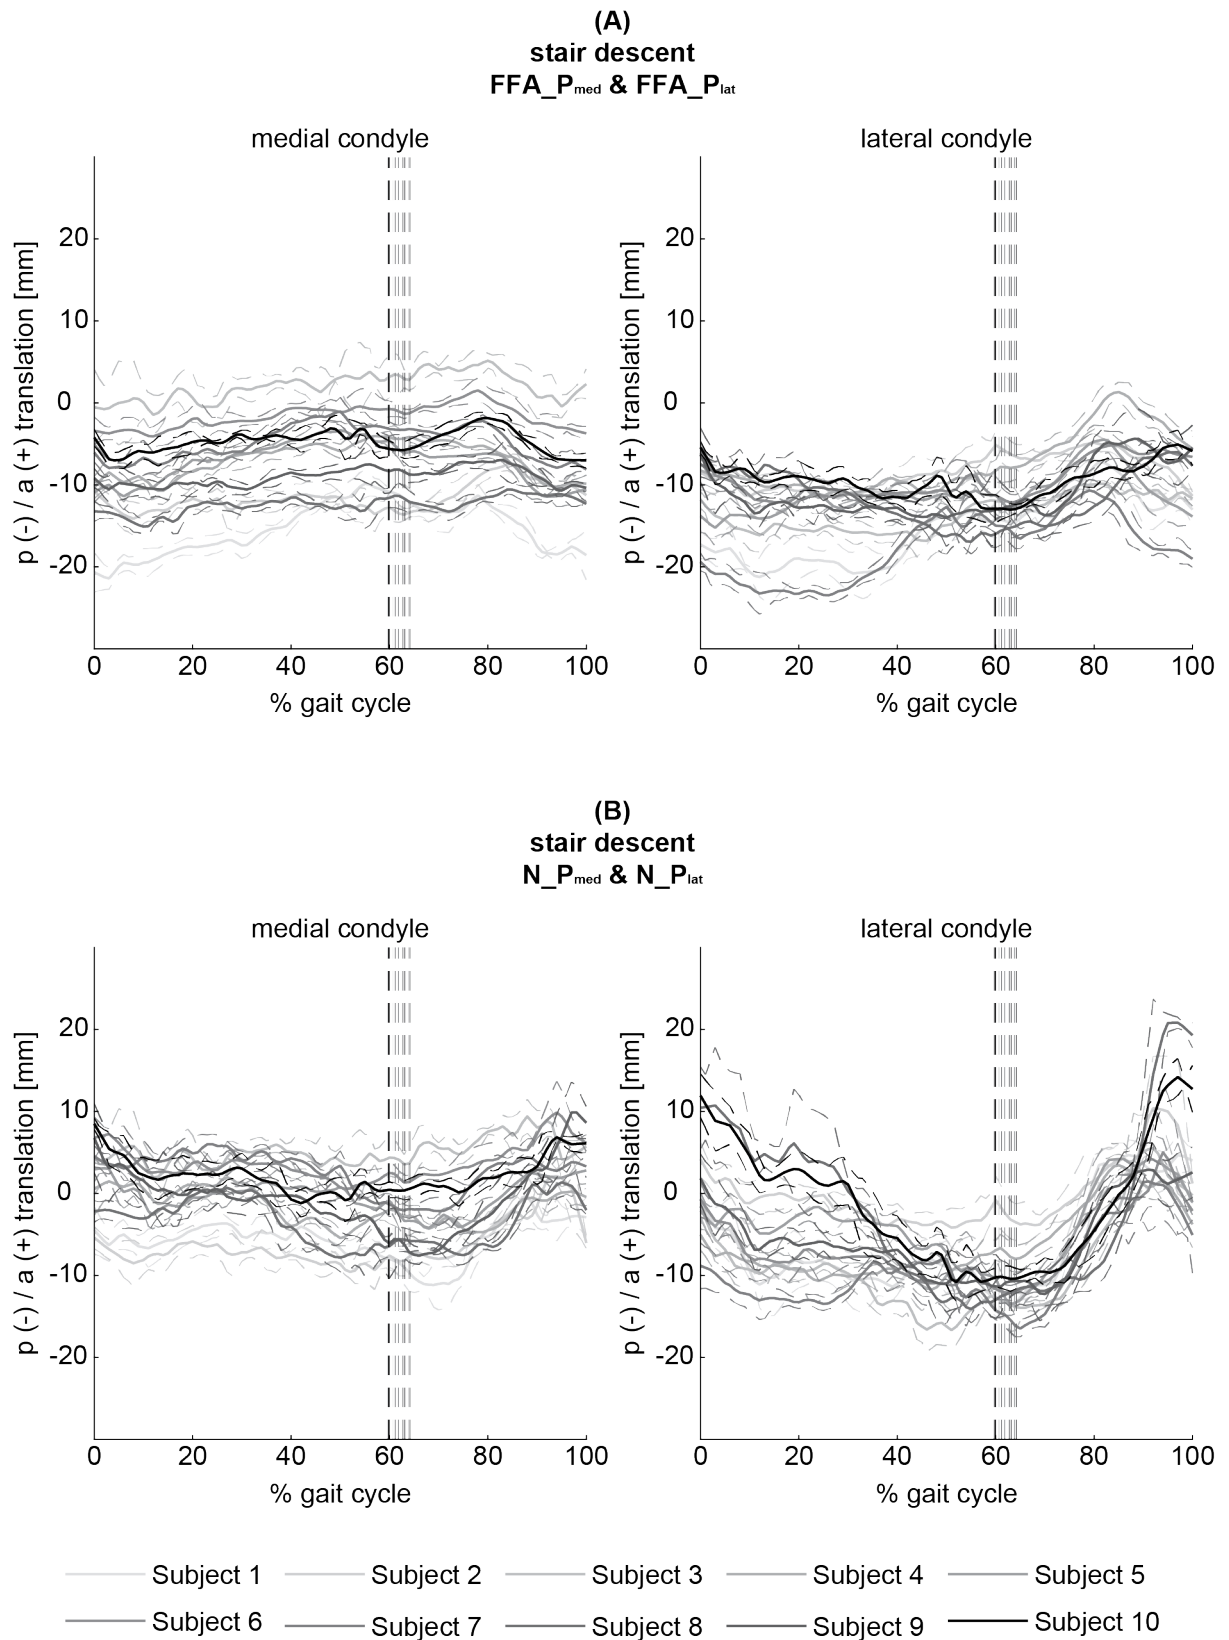 (A)
stair descent
FFA_Pmed & FFA_Plat
medial condyle
lateral condyle
p (-) / a (+) translation [mm]
20
10
0
-10
-20
0 20 40 60 80 100
% gait cycle
p (-) / a (+) translation [mm]
20
10
0
-10
-20
0 20 40 60 80 100
% gait cycle
(B)
stair descent
N_Pmed & N_Plat
medial condyle
lateral condyle
p (-) / a (+) translation [mm]
20
10
0
-10
-20
0 20 40 60 80 100
% gait cycle
p (-) / a (+) translation [mm]
20
10
0
-10
-20
0 20 40 60 80 100
% gait cycle
Subject 1 Subject 2 Subject 3 Subject 4 Subject 5
Subject 6 Subject 7 Subject 8 Subject 9 Subject 10